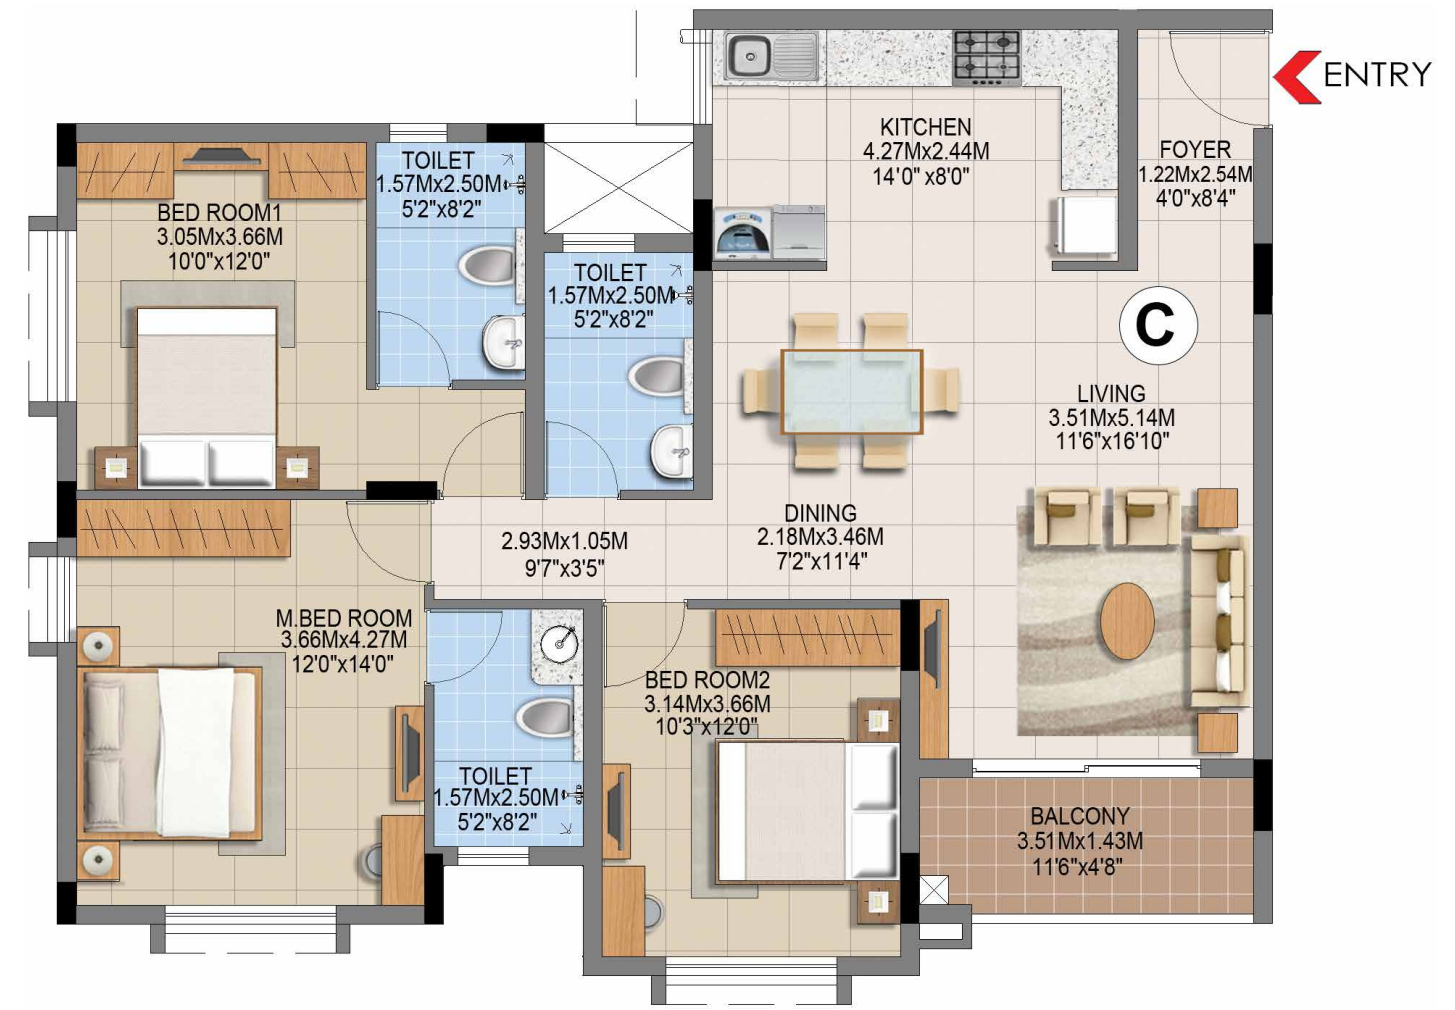 ENTRY
KITCHEN
4.27Mx2.44M
14'0" x8'0"
FOYER
1.22Mx2.54M
4'0"x8'4"
TOILET
1.57Mx2.50M
5'2"x8'2"
BED ROOM1
3.05Mx3.66M
10'0"x12'0"
TOILET
1.57Mx2.50M
5'2"x8'2"
C
LIVING
3.51Mx5.14M
11'6"x16'10"
DINING
2.18Mx3.46M
7'2"x11'4"
2.93Mx1.05M
9'7"x3'5"
M.BED ROOM
3.66Mx4.27M
12'0"x14'0"
BED ROOM2
3.14Mx3.66M
10'3"x12'0"
TOILET
1.57Mx2.50M
5'2"x8'2"
BALCONY
3.51Mx1.43M
11'6"x4'8"